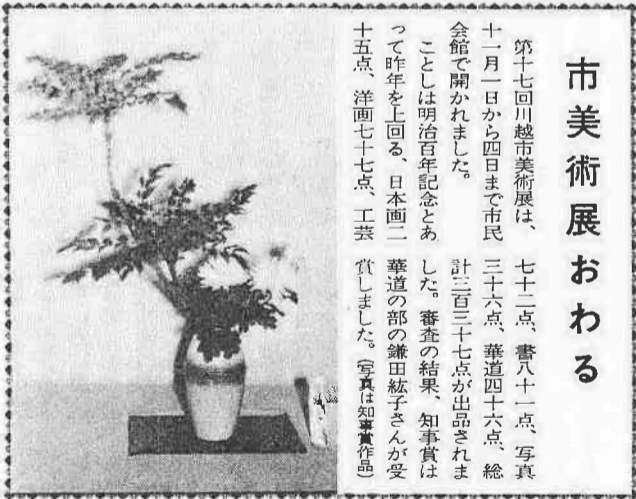 市美術展おわる
第十七回川越市美術展は、
十一月一日から四日まで市民
会館で開かれました。
ことしは明治百年記念とあ
って昨年を上回る、日本画二
十五点、洋画七十七点、工芸
七十二点、書八十一点、写真
三十六点、華道四十六点、総
計三百三十七点が出品されま
した。審査の結果、知事賞は
華道の部の鎌田紘子さんが受
賞しました。(写真は知事賞作品)